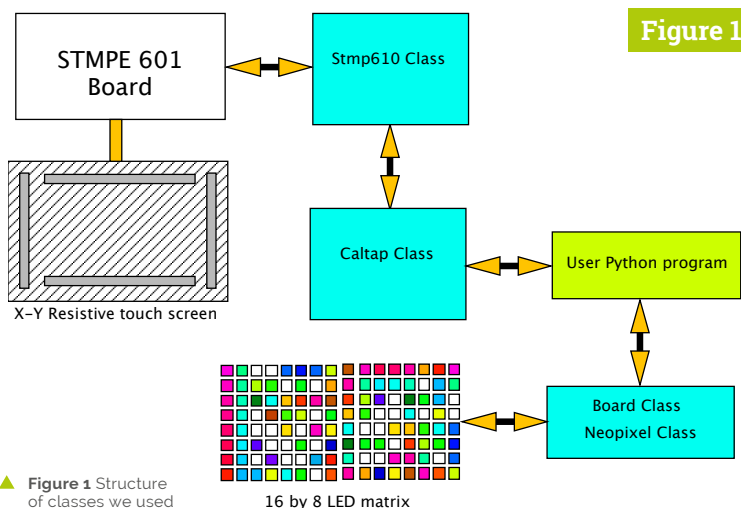 Figure 1
STMPE 601
Board
Stmp610 Class
Caltap Class
User Python program
X-Y Resistive touch screen
Board Class
Neopixel Class
▲ Figure 1 Structure
of classes we used
16 by 8 LED matrix